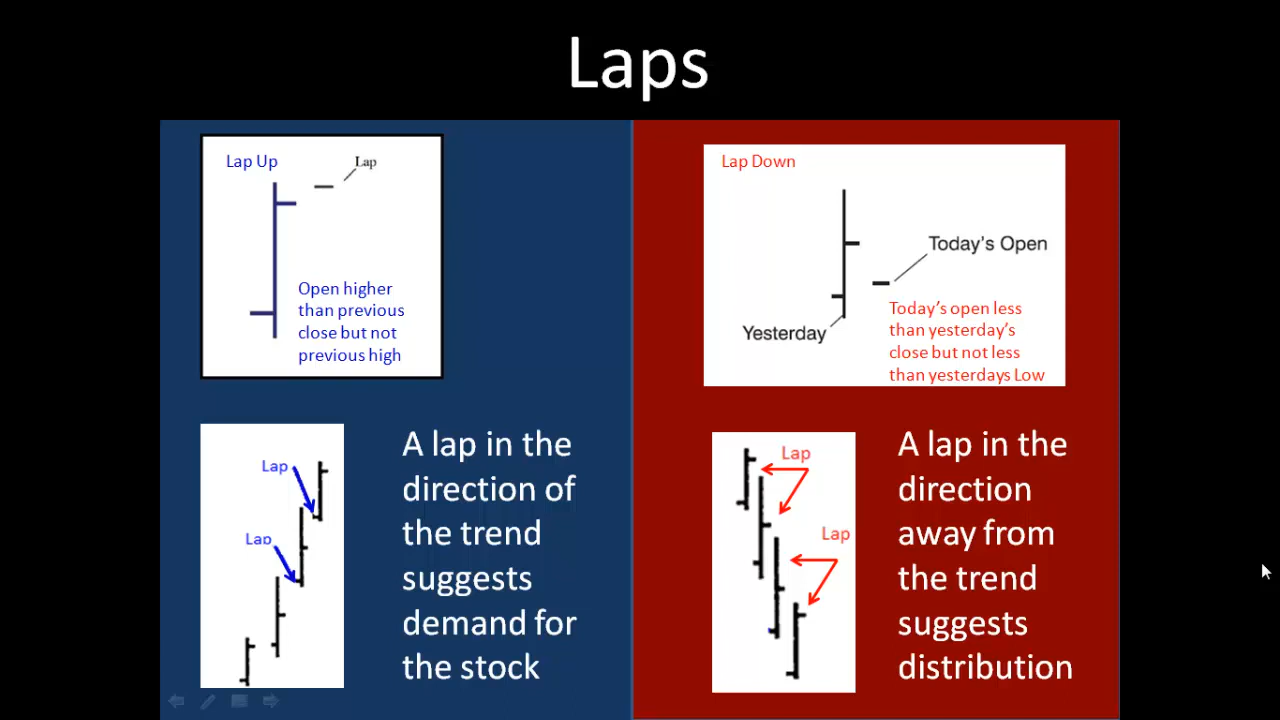 Laps
Lap Up
Lap
Open higher
than previous
close but not
previous high
Lap Down
Today's Open
Yesterday
Today's open less
than yesterday's
close but not less
than yesterdays Low
Lap
Lap
A lap in the
direction of
the trend
suggests
demand for
the stock
Lap
Lap
A lap in the
direction
away from
the trend
suggests
distribution